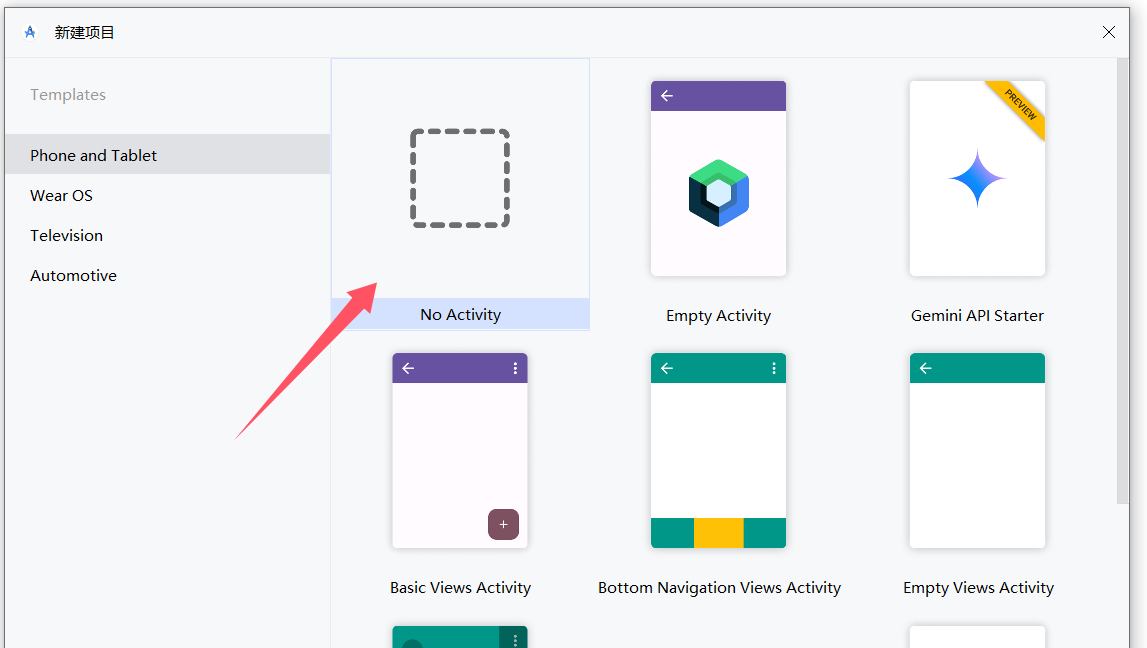 新建项目
Templates
Phone and Tablet
Wear OS
Television
Automotive
No Activity
Empty Activity
PREVIEW
Gemini API Starter
Basic Views Activity
Bottom Navigation Views Activity
Empty Views Activity